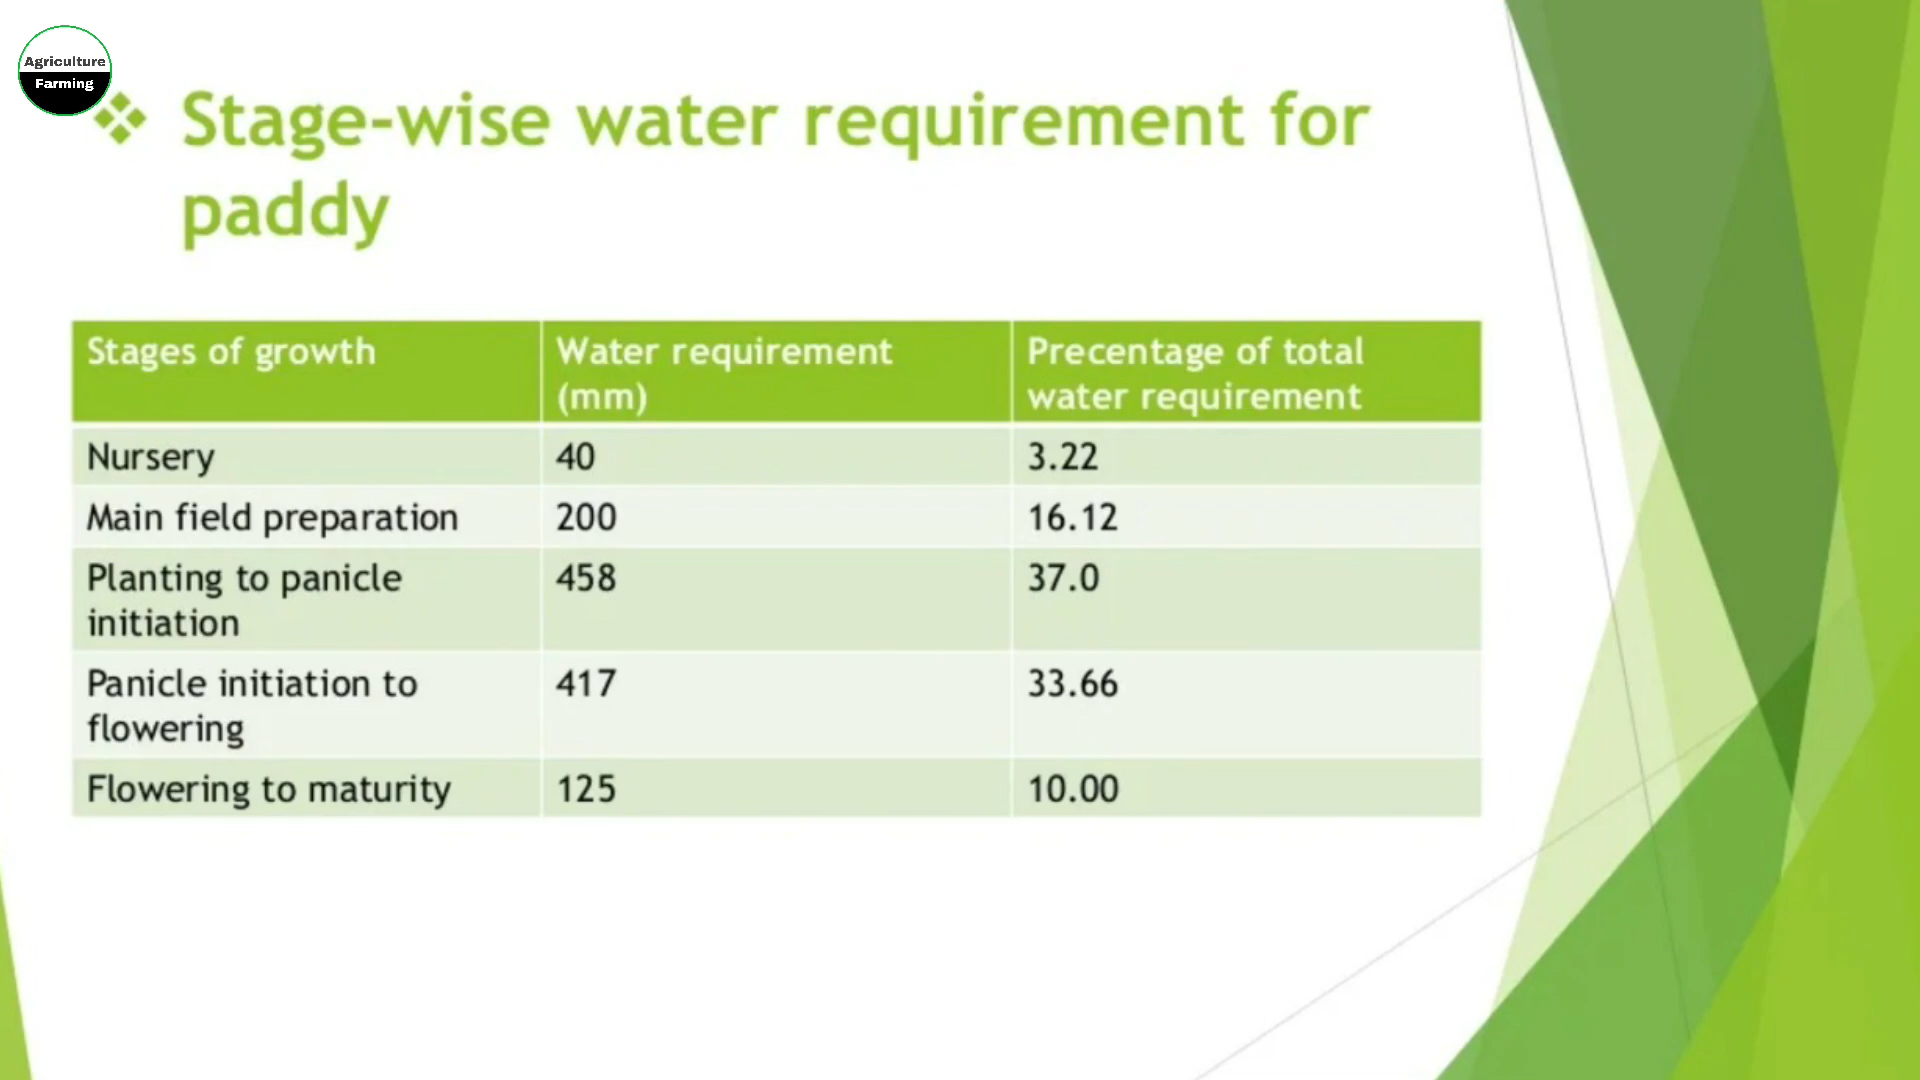 Agriculture
Farming
Stage-wise water requirement for
paddy
Stages of growth
Water requirement
(mm)
Precentage of total
water requirement
Nursery
40
3.22
Main field preparation
200
16.12
Planting to panicle
initiation
458
37.0
Panicle initiation to
flowering
417
33.66
Flowering to maturity
125
10.00